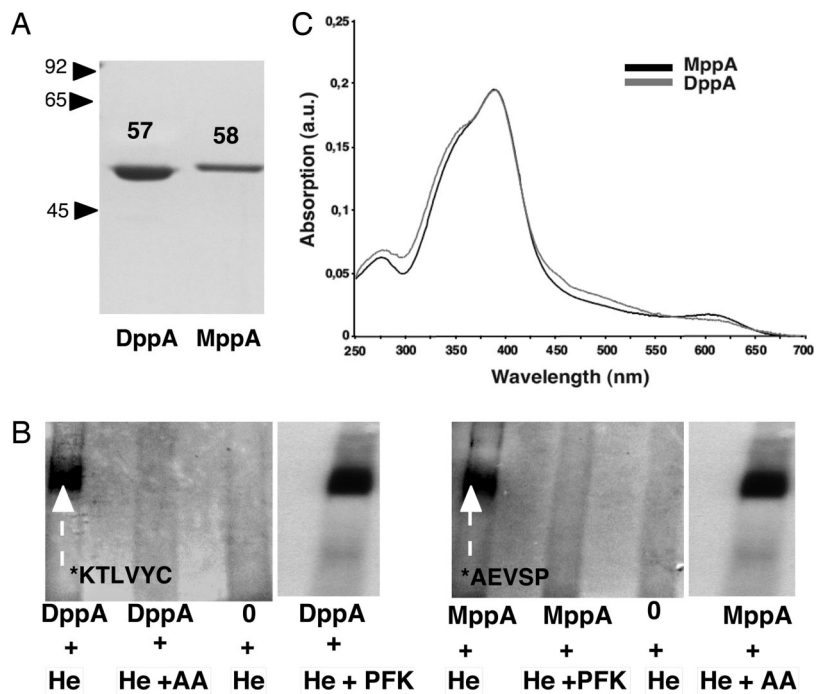 A
92
65
45
57
58
DppA MppA
C
0,25
0,2
0,15
0,1
0,05
0
Absorption (a.u.)
250 300 350 400 450 500 550 600 650 700
Wavelength (nm)
MppA
DppA
B
*KTLVYC
*AEVSP
DppA DppA 0 DppA MppA MppA 0 MppA
+ + + + + + + +
He He +AA He He + PFK He He +PFK He He + AA